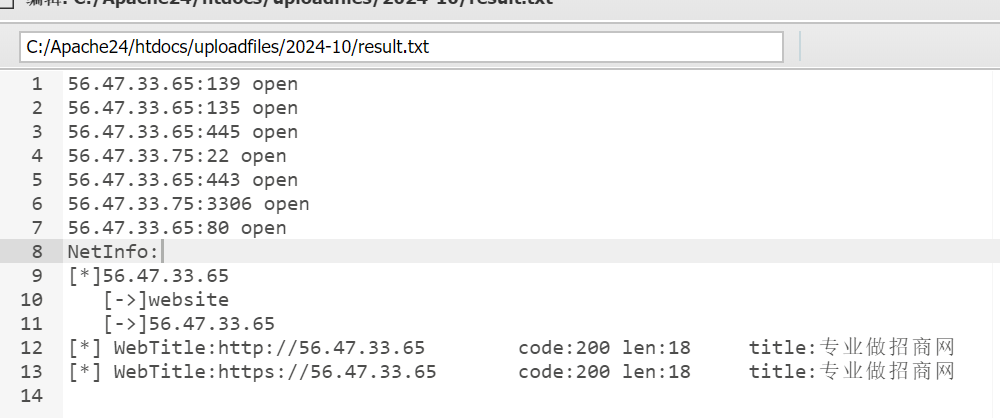 编辑: C:/Apache24/htdocs/uploadfiles/2024-10/result.txt
C:/Apache24/htdocs/uploadfiles/2024-10/result.txt
1 56.47.33.65:139 open
2 56.47.33.65:135 open
3 56.47.33.65:445 open
4 56.47.33.75:22 open
5 56.47.33.65:443 open
6 56.47.33.75:3306 open
7 56.47.33.65:80 open
8 NetInfo:
9 [*]56.47.33.65
10 [->]website
11 [->]56.47.33.65
12 [*] WebTitle:http://56.47.33.65 code:200 len:18 title:专业做招商网
13 [*] WebTitle:https://56.47.33.65 code:200 len:18 title:专业做招商网
14